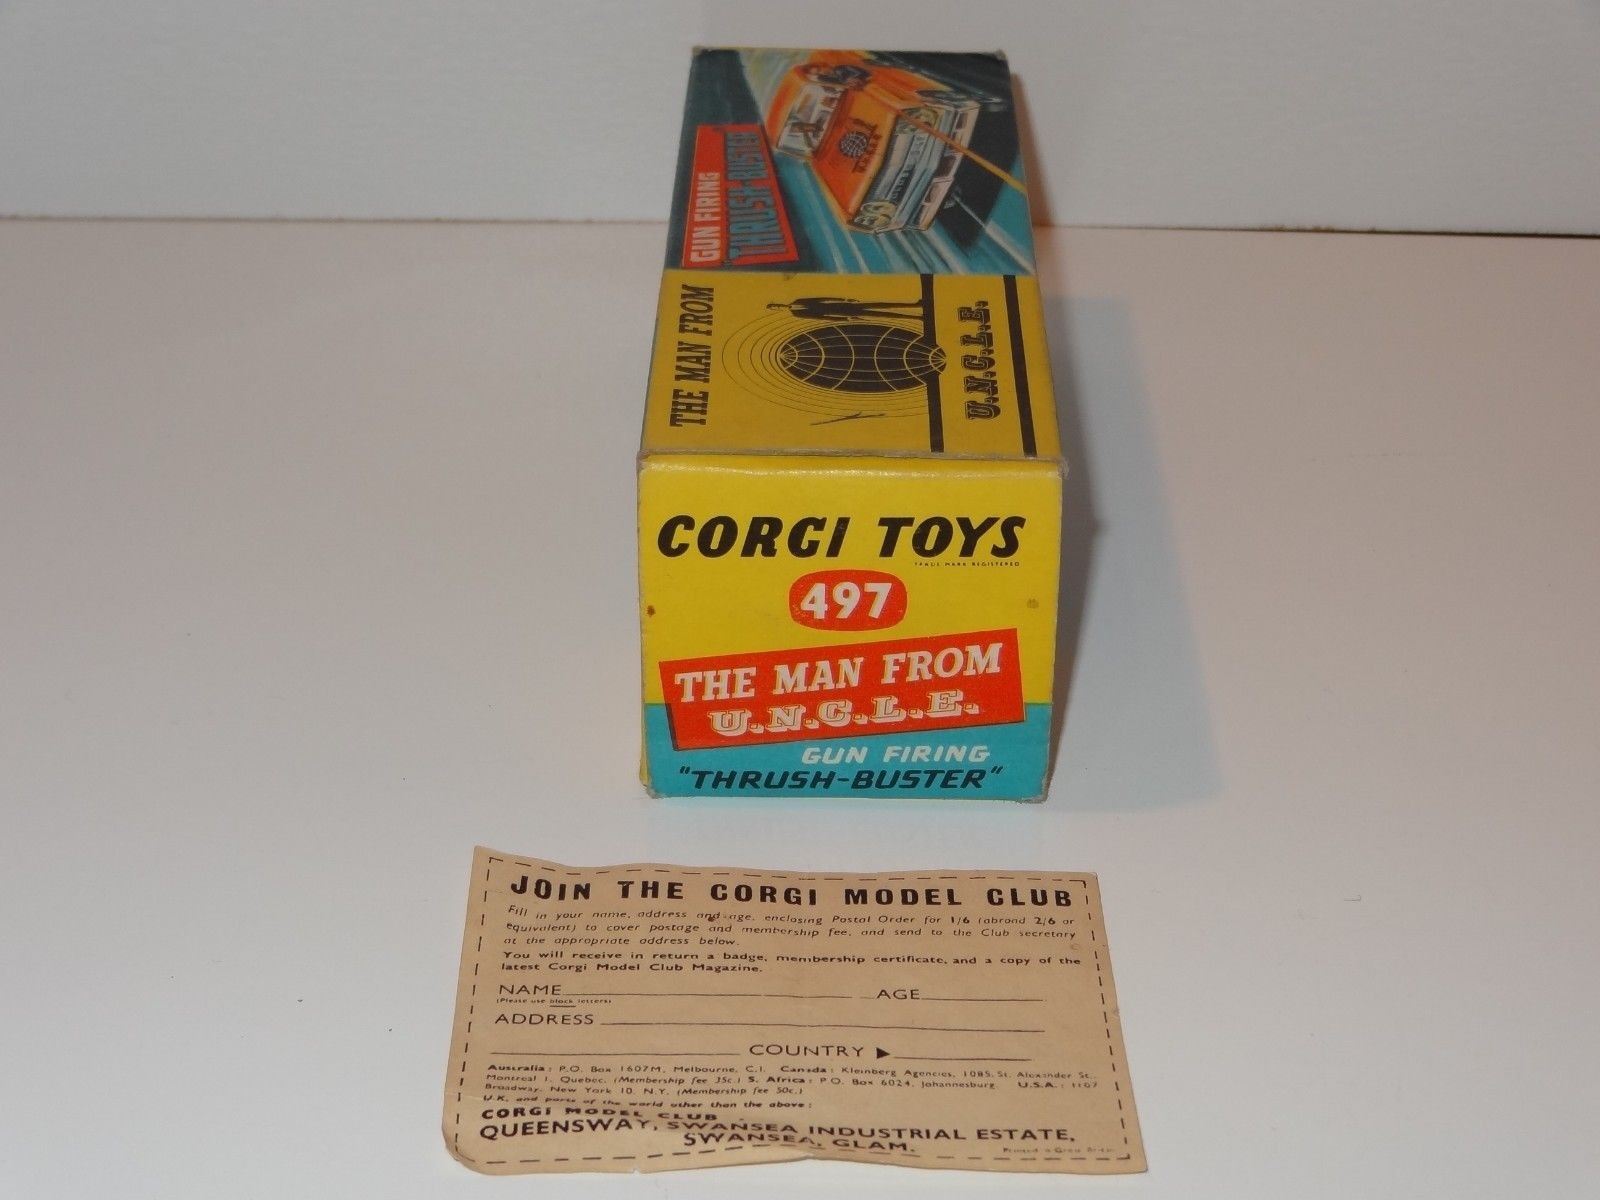 GUN FIRING
"THRUSH-BUSTER"
THE MAN FROM
U.N.C.L.E.
CORGI TOYS
TRADE MARK REGISTERED
497
THE MAN FROM
U.N.C.L.E.
GUN FIRING
"THRUSH-BUSTER"
JOIN THE CORGI MODEL CLUB
Fill in your name, address and age, enclosing Postal Order for 1/6 (abroad 2/6 or
equivalent) to cover postage and membership fee, and send to the Club secretary
at the appropriate address below.
You will receive in return a badge, membership certificate, and a copy of the
latest Corgi Model Club Magazine.
NAME AGE
(Please use block letters)
ADDRESS
COUNTRY ▶
Australia: P.O. Box 1607M, Melbourne, C.I. Canada: Kleinberg Agencies, 1085, St. Alexander St.,
Montreal 1, Quebec. (Membership fee 35c.) S. Africa: P.O. Box 6024, Johannesburg U.S.A.: 1107
Broadway, New York 10, N.Y. (Membership fee 50c.)
U.K. and parts of the world other than the above:
CORGI MODEL CLUB
QUEENSWAY, SWANSEA INDUSTRIAL ESTATE,
SWANSEA, GLAM.
Printed in Great Britain